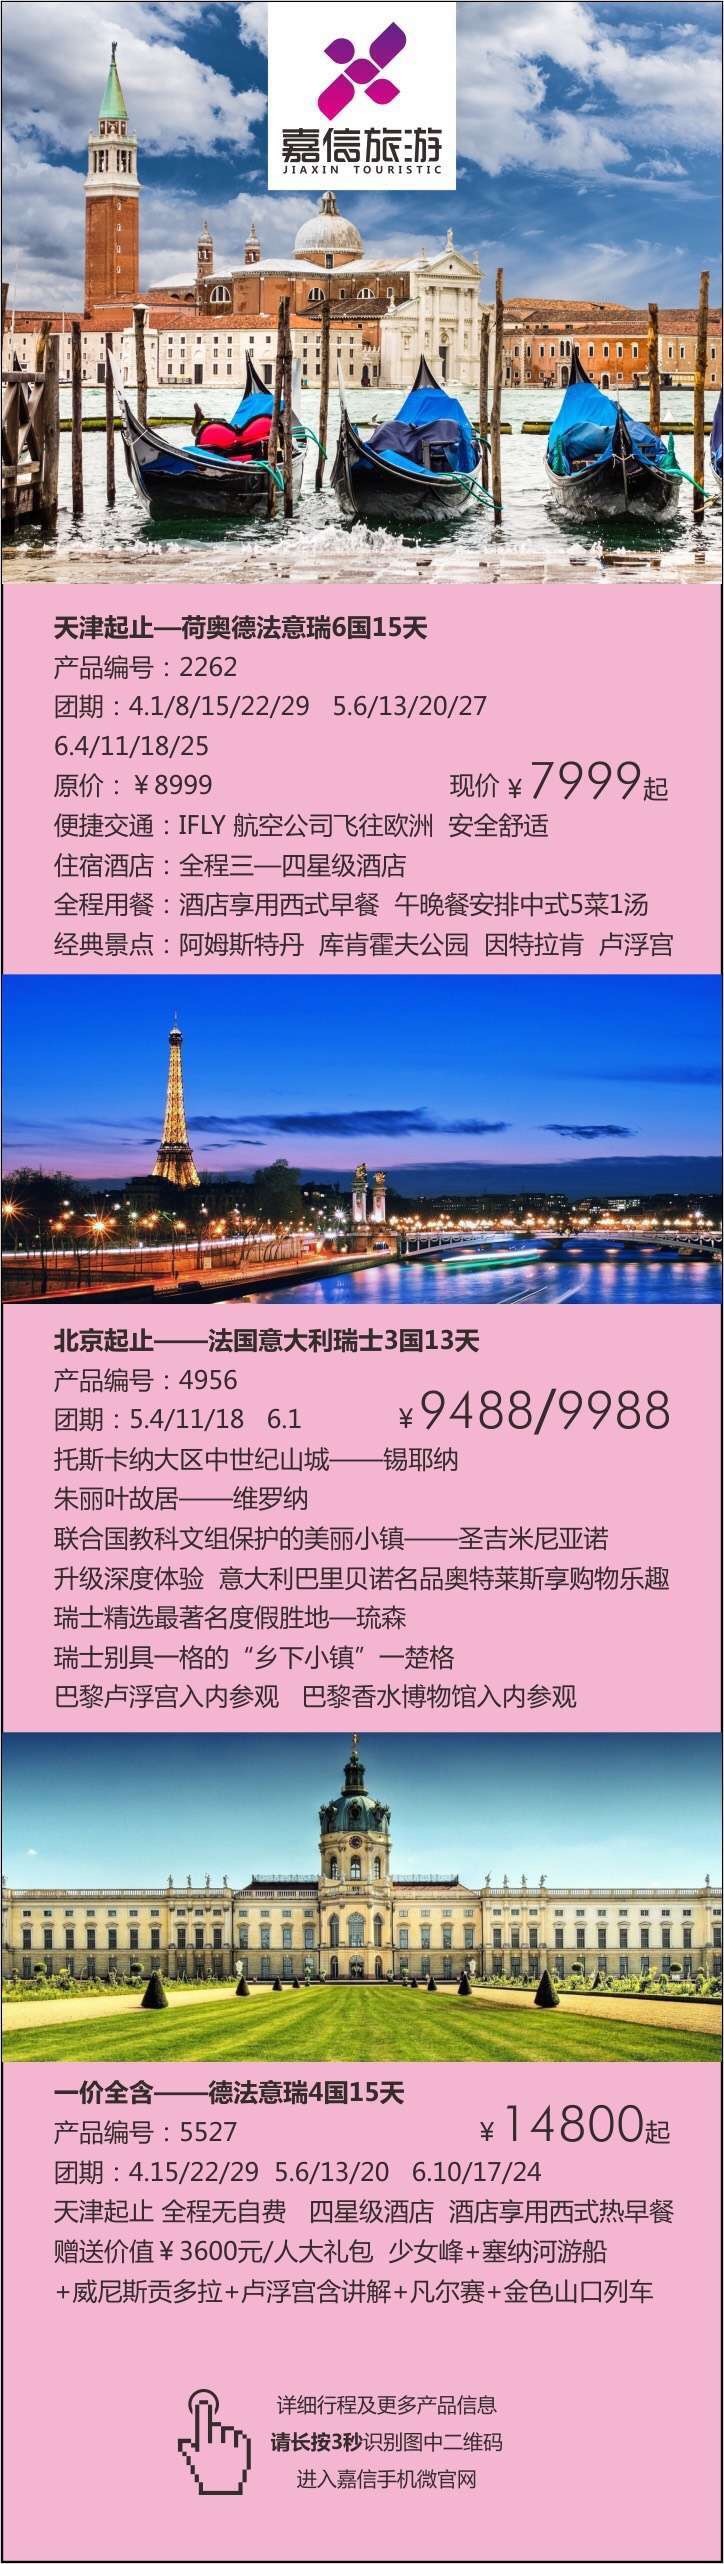 嘉信旅游
JIAXIN TOURISTIC
天津起止—荷奥德法意瑞6国15天
产品编号：2262
团期：4.1/8/15/22/29 5.6/13/20/27
6.4/11/18/25
原价：￥8999 现价￥7999起
便捷交通：IFLY 航空公司飞往欧洲 安全舒适
住宿酒店：全程三—四星级酒店
全程用餐：酒店享用西式早餐 午晚餐安排中式5菜1汤
经典景点：阿姆斯特丹 库肯霍夫公园 因特拉肯 卢浮宫
北京起止——法国意大利瑞士3国13天
产品编号：4956
团期：5.4/11/18 6.1 ￥9488/9988
托斯卡纳大区中世纪山城——锡耶纳
朱丽叶故居——维罗纳
联合国教科文组保护的美丽小镇——圣吉米尼亚诺
升级深度体验 意大利巴里贝诺名品奥特莱斯享购物乐趣
瑞士精选最著名度假胜地—琉森
瑞士别具一格的“乡下小镇”一楚格
巴黎卢浮宫入内参观 巴黎香水博物馆入内参观
一价全含——德法意瑞4国15天
产品编号：5527 ￥14800起
团期：4.15/22/29 5.6/13/20 6.10/17/24
天津起止 全程无自费 四星级酒店 酒店享用西式热早餐
赠送价值￥3600元/人大礼包 少女峰+塞纳河游船
+威尼斯贡多拉+卢浮宫含讲解+凡尔赛+金色山口列车
详细行程及更多产品信息
请长按3秒识别图中二维码
进入嘉信手机微官网